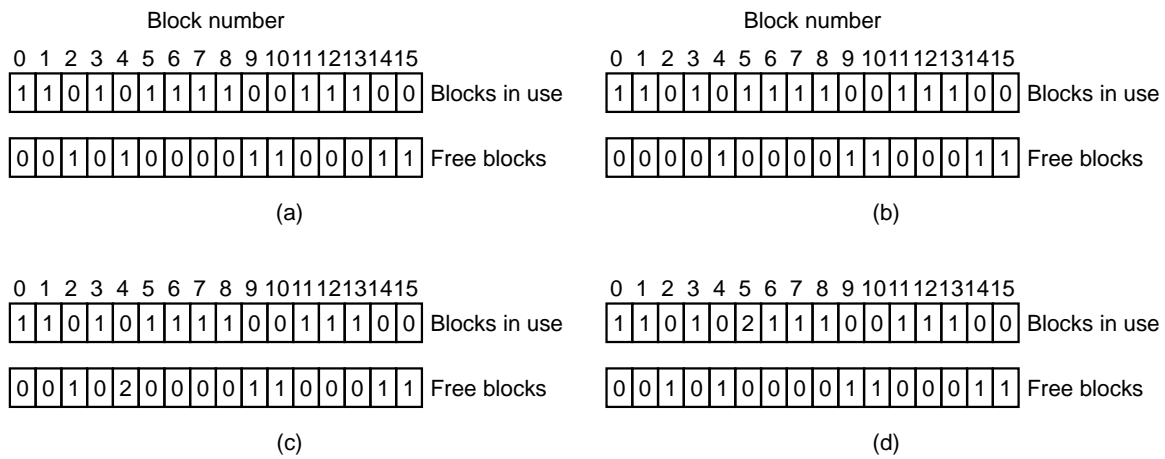 Block number
0 1 2 3 4 5 6 7 8 9 10 11 12 13 14 15
1 1 0 1 0 1 1 1 1 0 0 1 1 1 0 0 Blocks in use
0 0 1 0 1 0 0 0 0 1 1 0 0 0 1 1 Free blocks
(a)
Block number
0 1 2 3 4 5 6 7 8 9 10 11 12 13 14 15
1 1 0 1 0 1 1 1 1 0 0 1 1 1 0 0 Blocks in use
0 0 0 0 1 0 0 0 0 1 1 0 0 0 1 1 Free blocks
(b)
0 1 2 3 4 5 6 7 8 9 10 11 12 13 14 15
1 1 0 1 0 1 1 1 1 0 0 1 1 1 0 0 Blocks in use
0 0 1 0 2 0 0 0 0 1 1 0 0 0 1 1 Free blocks
(c)
0 1 2 3 4 5 6 7 8 9 10 11 12 13 14 15
1 1 0 1 0 2 1 1 1 0 0 1 1 1 0 0 Blocks in use
0 0 1 0 1 0 0 0 0 1 1 0 0 0 1 1 Free blocks
(d)